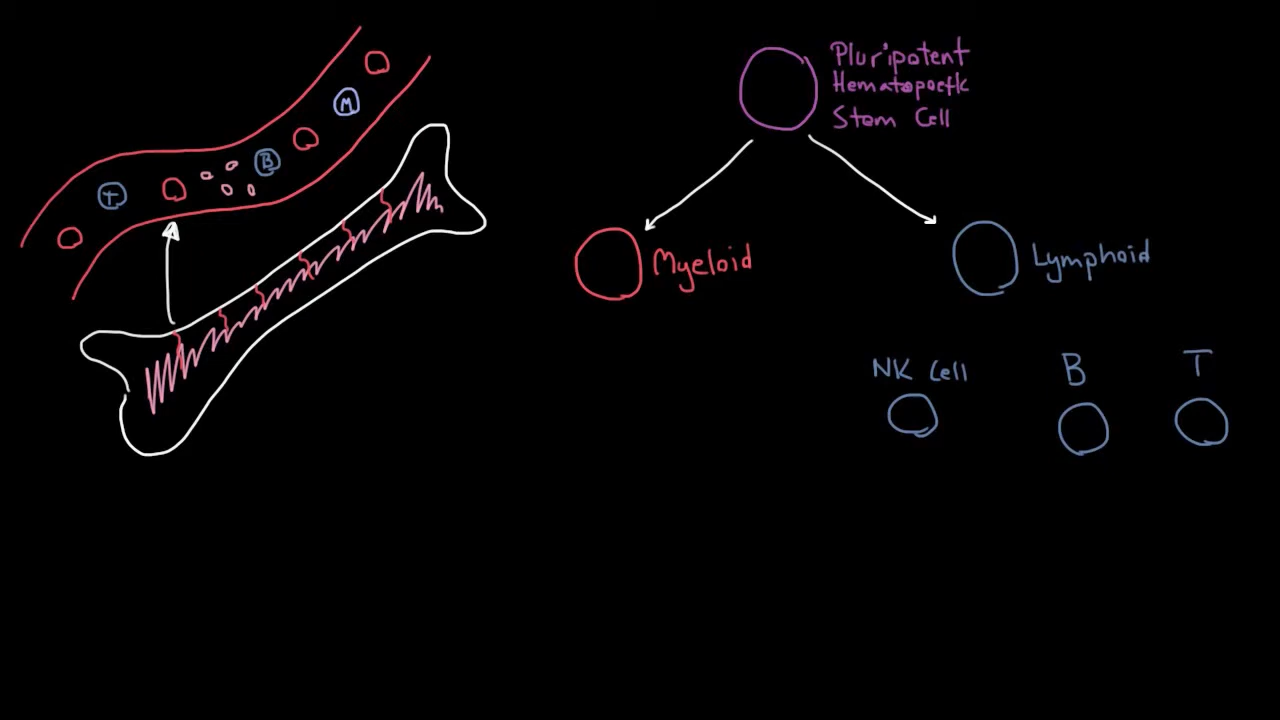 Pluripotent
Hematopoetic
Stem Cell
M
B
T
Myeloid
Lymphoid
NK Cell
B
T